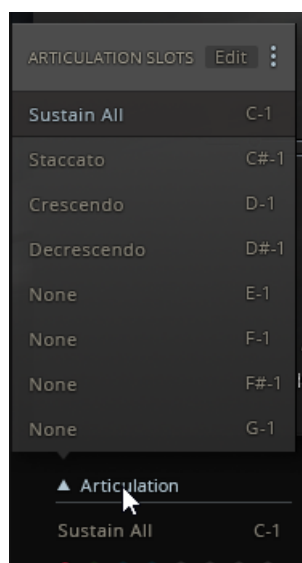 ARTICULATION SLOTS Edit
Sustain All C-1
Staccato C#-1
Crescendo D-1
Decrescendo D#-1
None E-1
None F-1
None F#-1
None G-1
▲ Articulation
Sustain All C-1